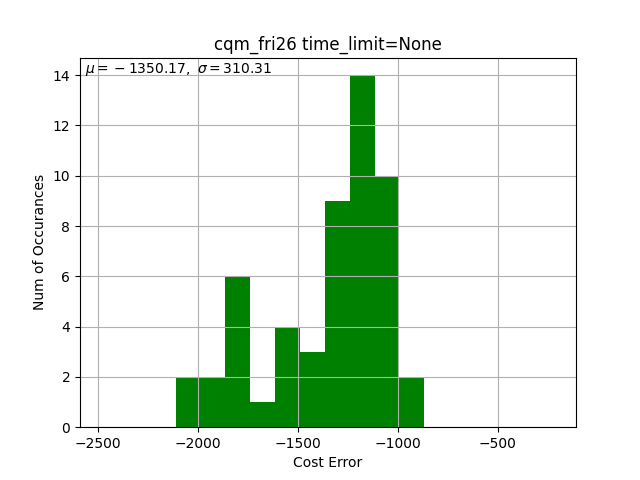 cqm_fri26 time_limit=None
μ = − 1350.17, σ = 310.31
14
12
10
8
6
4
2
0
Num of Occurances
−2500 −2000 −1500 −1000 −500
Cost Error